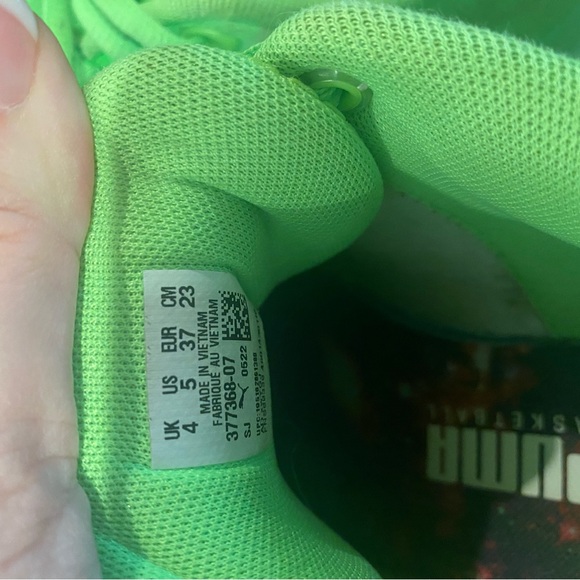 UK US EUR CM
4 5 37 23
MADE IN VIETNAM
FABRIQUÉ AU VIETNAM
377368-07
SJ 0522
PUMA
BASKETBALL